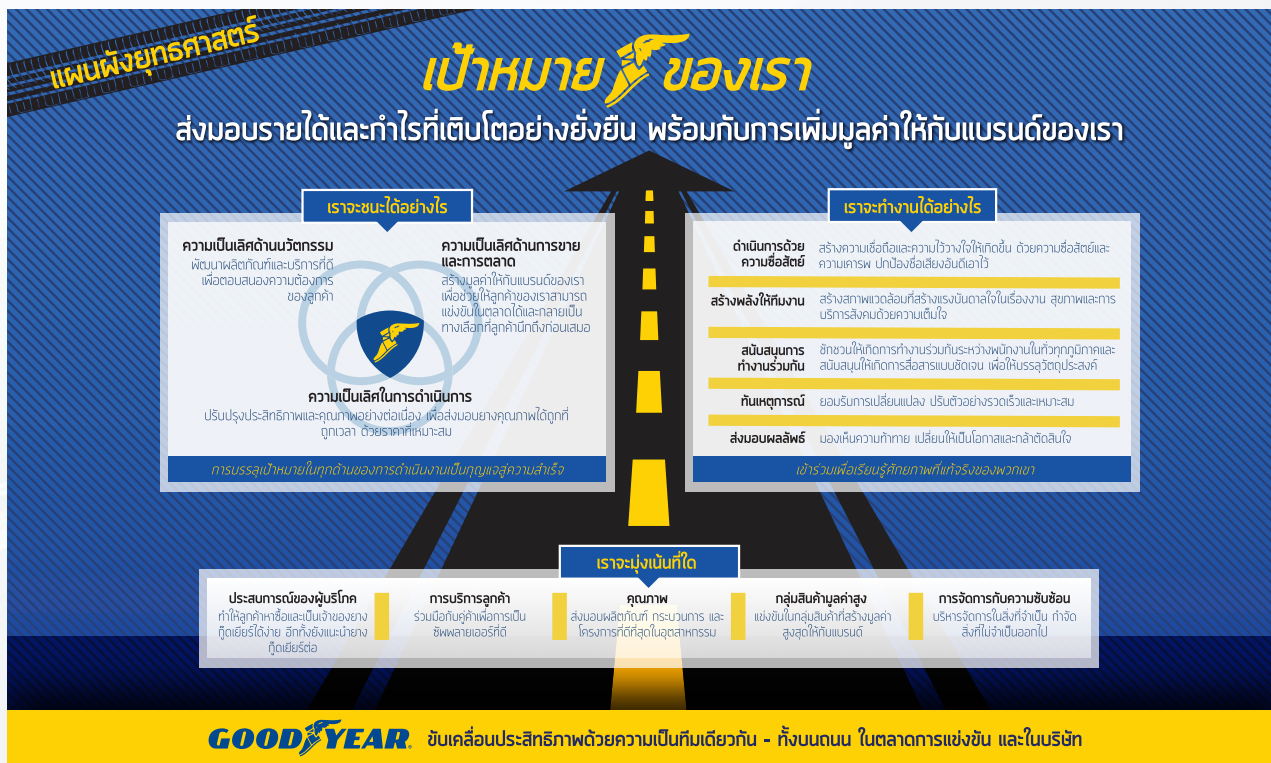 แผนผังยุทธศาสตร์
เป้าหมาย ของเรา
ส่งมอบรายได้และกำไรที่เติบโตอย่างยั่งยืน พร้อมกับการเพิ่มมูลค่าให้กับแบรนด์ของเรา
เราจะชนะได้อย่างไร
ความเป็นเลิศด้านนวัตกรรม
พัฒนาผลิตภัณฑ์และบริการที่ดี
เพื่อตอบสนองความต้องการ
ของลูกค้า
ความเป็นเลิศด้านการขาย
และการตลาด
สร้างมูลค่าให้กับแบรนด์ของเรา
เพื่อช่วยให้ลูกค้าของเราสามารถ
แข่งขันในตลาดได้และกลายเป็น
ทางเลือกที่ลูกค้านึกถึงก่อนเสมอ
ความเป็นเลิศในการดำเนินการ
ปรับปรุงประสิทธิภาพและคุณภาพอย่างต่อเนื่อง เพื่อส่งมอบยางคุณภาพได้ถูกที่
ถูกเวลา ด้วยราคาที่เหมาะสม
การบรรลุเป้าหมายในทุกด้านของการดำเนินงานเป็นกุญแจสู่ความสำเร็จ
เราจะทำงานได้อย่างไร
ดำเนินการด้วย
ความซื่อสัตย์
สร้างความเชื่อถือและความไว้วางใจให้เกิดขึ้น ด้วยความซื่อสัตย์และ
ความเคารพ ปกป้องชื่อเสียงอันดีเอาไว้
สร้างพลังให้ทีมงาน
สร้างสภาพแวดล้อมที่สร้างแรงบันดาลใจในเรื่องงาน สุขภาพและการ
บริการสังคมด้วยความเต็มใจ
สนับสนุนการ
ทำงานร่วมกัน
ชักชวนให้เกิดการทำงานร่วมกันระหว่างพนักงานในทั่วทุกภูมิภาคและ
สนับสนุนให้เกิดการสื่อสารแบบชัดเจน เพื่อให้บรรลุวัตถุประสงค์
ทันเหตุการณ์
ยอมรับการเปลี่ยนแปลง ปรับตัวอย่างรวดเร็วและเหมาะสม
ส่งมอบผลลัพธ์
มองเห็นความท้าทาย เปลี่ยนให้เป็นโอกาสและกล้าตัดสินใจ
เข้าร่วมเพื่อเรียนรู้ศักยภาพที่แท้จริงของพวกเขา
เราจะมุ่งเน้นที่ใด
ประสบการณ์ของผู้บริโภค
ทำให้ลูกค้าหาซื้อและเป็นเจ้าของยาง
กู๊ดเยียร์ได้ง่าย อีกทั้งยังแนะนำยาง
กู๊ดเยียร์ต่อ
การบริการลูกค้า
ร่วมมือกับคู่ค้าเพื่อการเป็น
ซัพพลายเออร์ที่ดี
คุณภาพ
ส่งมอบผลิตภัณฑ์ กระบวนการ และ
โครงการที่ดีที่สุดในอุตสาหกรรม
กลุ่มสินค้ามูลค่าสูง
แข่งขันในกลุ่มสินค้าที่สร้างมูลค่า
สูงสุดให้กับแบรนด์
การจัดการกับความซับซ้อน
บริหารจัดการในสิ่งที่จำเป็น กำจัด
สิ่งที่ไม่จำเป็นออกไป
GOODYEAR. ขับเคลื่อนประสิทธิภาพด้วยความเป็นทีมเดียวกัน - ทั้งบนถนน ในตลาดการแข่งขัน และในบริษัท